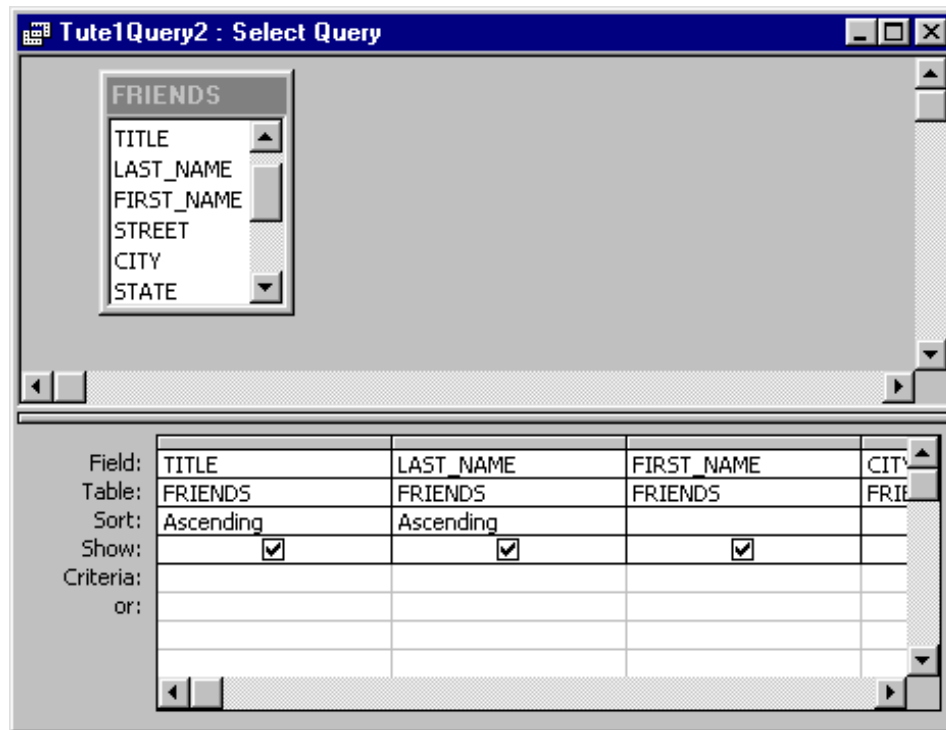 Tute1Query2 : Select Query
FRIENDS
TITLE
LAST_NAME
FIRST_NAME
STREET
CITY
STATE
Field: TITLE LAST_NAME FIRST_NAME CITY
Table: FRIENDS FRIENDS FRIENDS
Sort: Ascending Ascending
Show:
Criteria:
or: